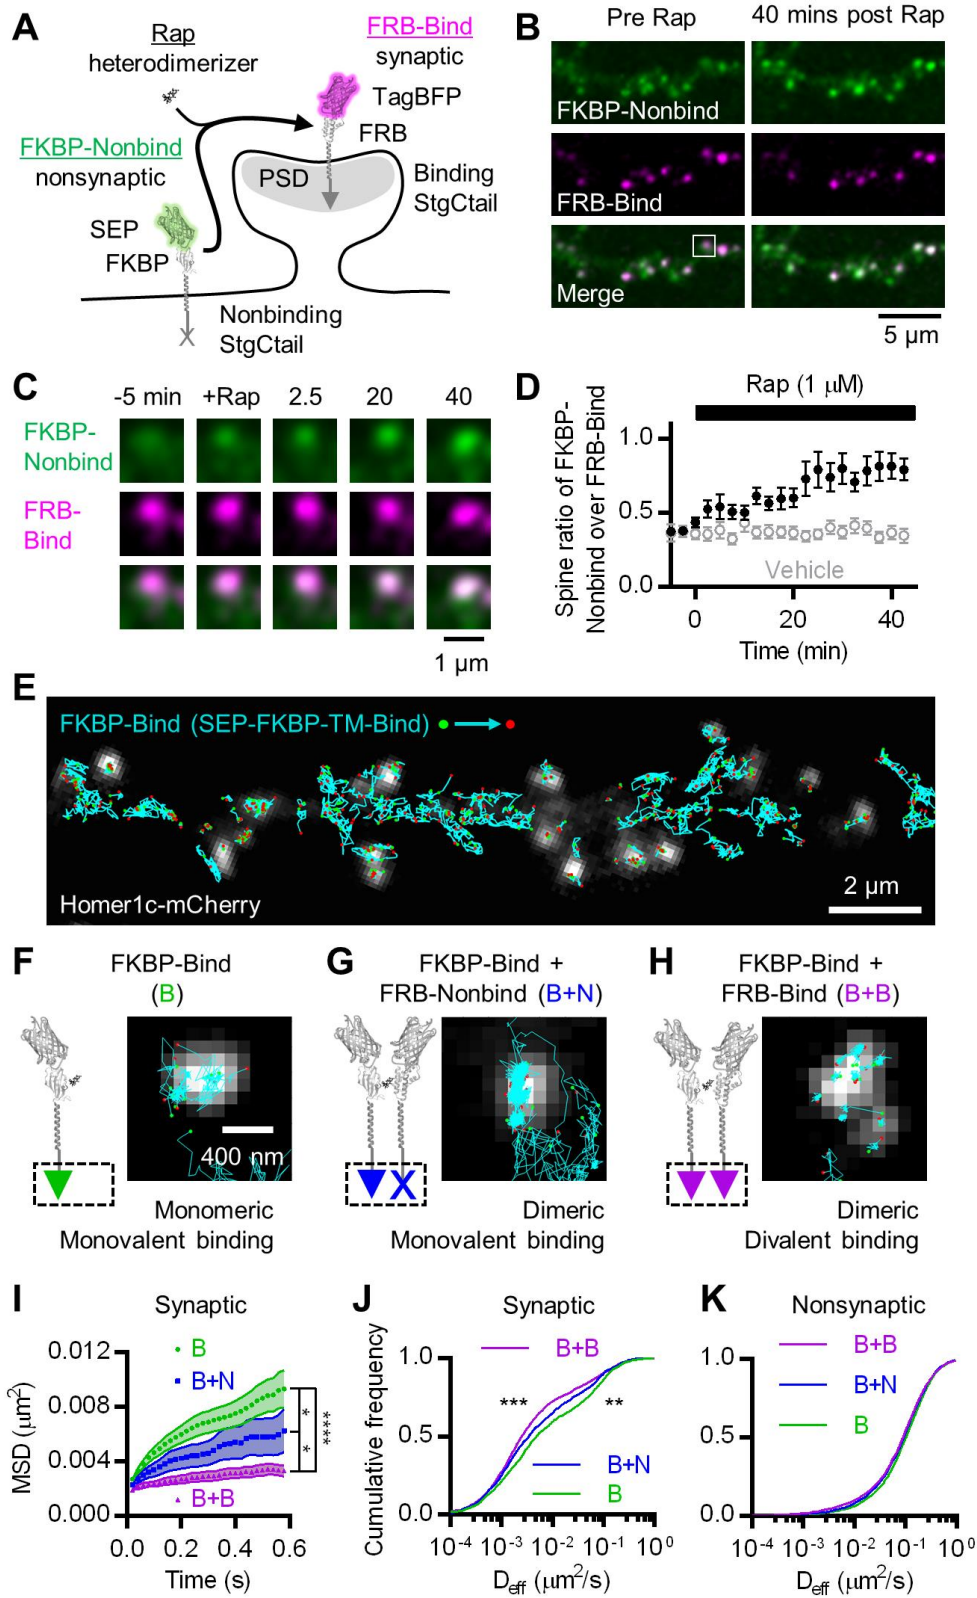 A
Rap
heterodimerizer
FRB-Bind
synaptic
TagBFP
FRB
FKBP-Nonbind
nonsynaptic
PSD
Binding
StgCtail
SEP
FKBP
Nonbinding
StgCtail
X
B
Pre Rap
40 mins post Rap
FKBP-Nonbind
FRB-Bind
Merge
5 µm
C
-5 min
+Rap
2.5
20
40
FKBP-
Nonbind
FRB-
Bind
1 µm
D
Rap (1 µM)
Spine ratio of FKBP-
Nonbind over FRB-Bind
1.0
0.5
0.0
Vehicle
0
20
40
Time (min)
E
FKBP-Bind (SEP-FKBP-TM-Bind)
Homer1c-mCherry
2 µm
F
FKBP-Bind
(B)
400 nm
Monomeric
Monovalent binding
G
FKBP-Bind +
FRB-Nonbind (B+N)
X
Dimeric
Monovalent binding
H
FKBP-Bind +
FRB-Bind (B+B)
Dimeric
Divalent binding
I
Synaptic
MSD (µm²)
0.012
0.008
0.004
0.000
B
B+N
B+B
*
*
****
0.0
0.2
0.4
0.6
Time (s)
J
Synaptic
Cumulative frequency
1.0
0.5
0.0
B+B
***
**
B+N
B
10⁻⁴
10⁻³
10⁻²
10⁻¹
10⁰
Deff (µm²/s)
K
Nonsynaptic
B+B
B+N
B
1.0
0.5
0.0
10⁻⁴
10⁻³
10⁻²
10⁻¹
10⁰
Deff (µm²/s)